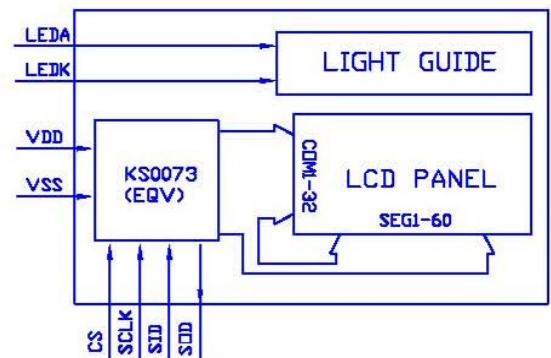 LEDA
LEDK
LIGHT GUIDE
VDD
VSS
KS0073
(EQV)
COM1-32
LCD PANEL
SEG1-60
CS
SCLK
SID
SOD